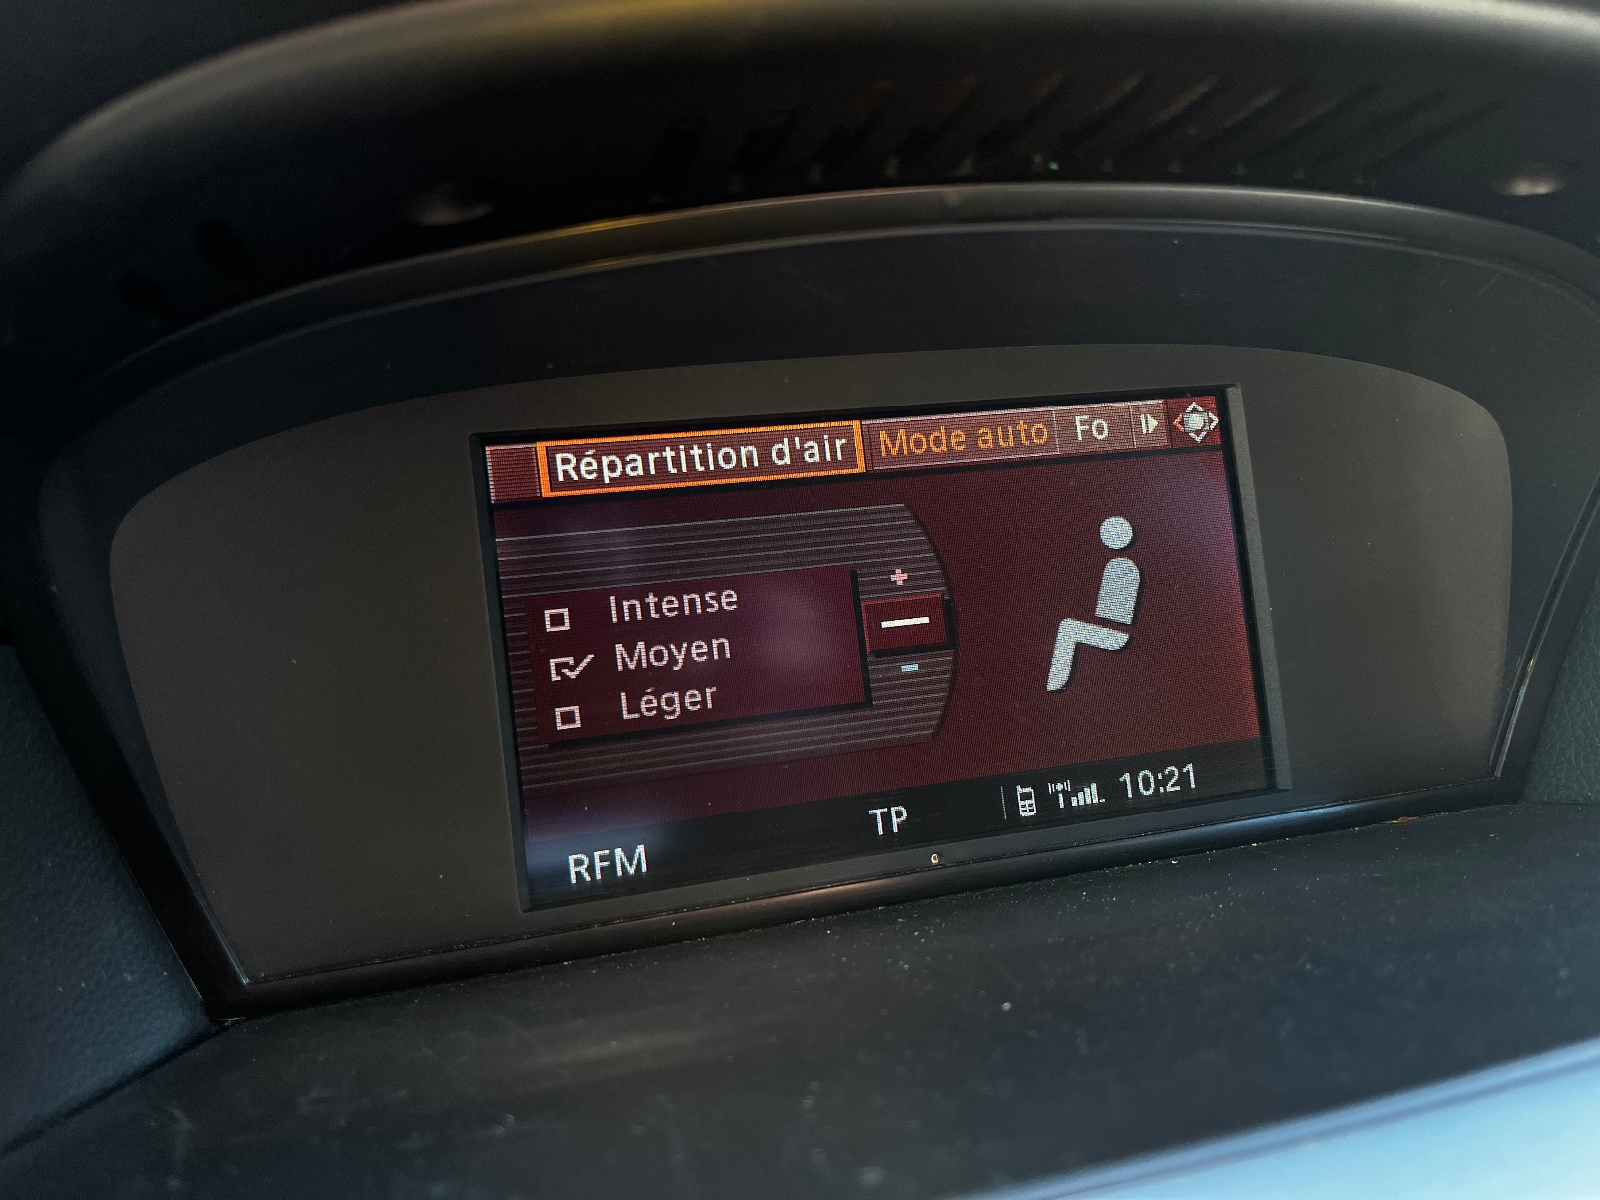 Répartition d'air Mode auto Fo
Intense
Moyen
Léger
TP 10:21
RFM